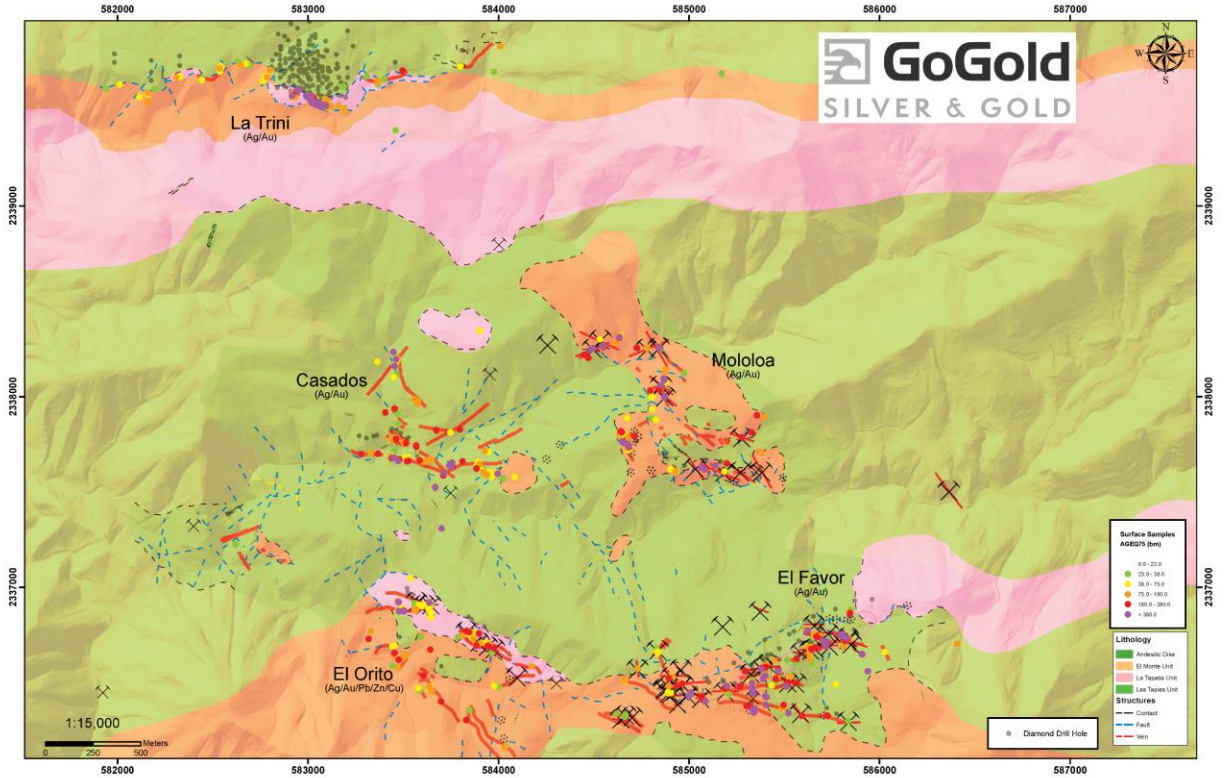 582000 583000 584000 585000 586000 587000
GoGold
SILVER & GOLD
N
W E
S
La Trini
(Ag/Au)
2339000 2339000
Mololoa
(Ag/Au)
Casados
(Ag/Au)
2338000 2338000
Surface Samples
AGEQ75 (bm)
0.0 - 23.0
23.0 - 38.0
38.0 - 75.0
75.0 - 180.0
180.0 - 360.0
> 360.0
El Favor
(Ag/Au)
2337000 2337000
Lithology
Andesitic Dike
El Monte Unit
La Tapatia Unit
Las Tapias Unit
Structures
Contact
Fault
Vein
El Orito
(Ag/Au/Pb/Zn/Cu)
1:15,000
Meters
0 250 500
Diamond Drill Hole
582000 583000 584000 585000 586000 587000